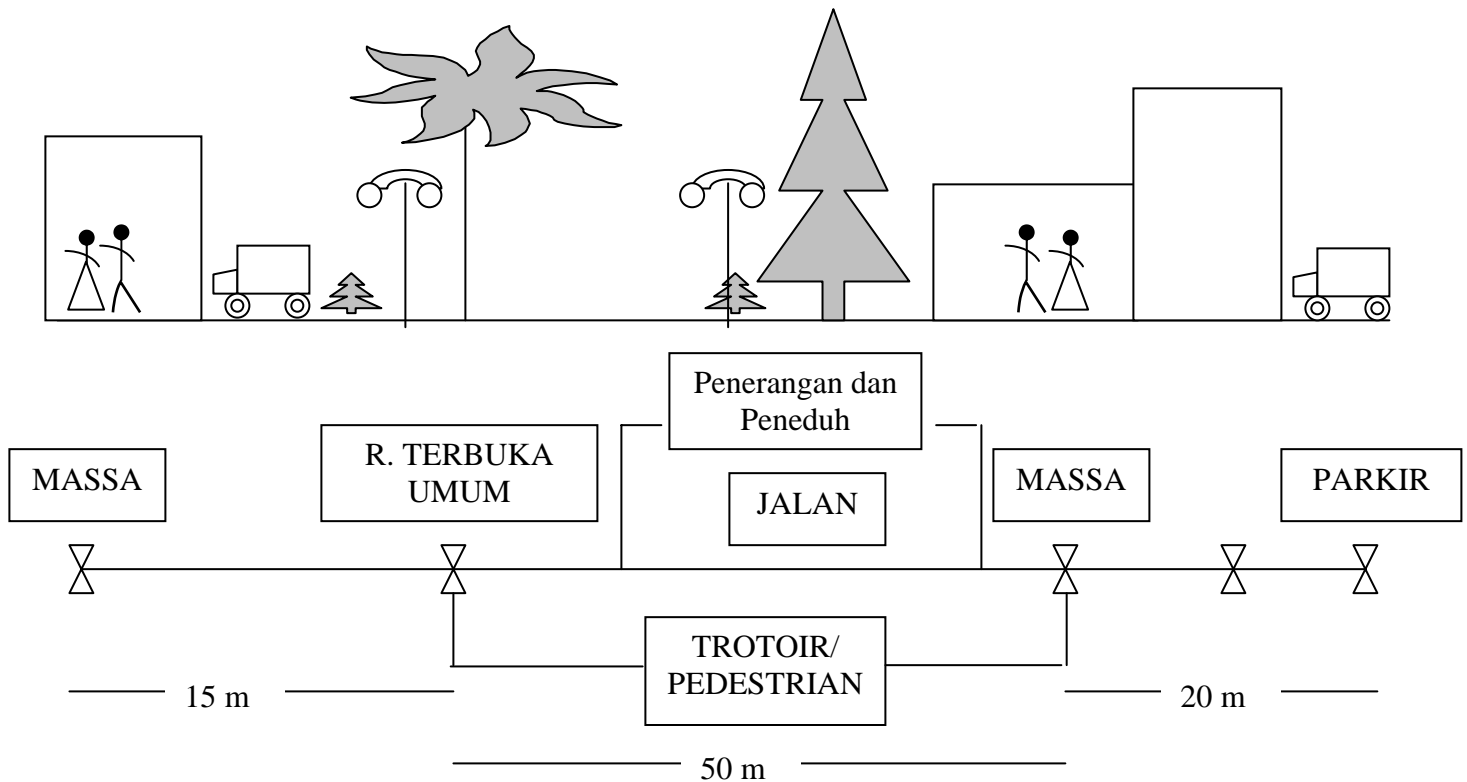 Penerangan dan
Peneduh
R. TERBUKA
UMUM
MASSA
JALAN
MASSA
PARKIR
TROTOIR/
PEDESTRIAN
15 m
20 m
50 m